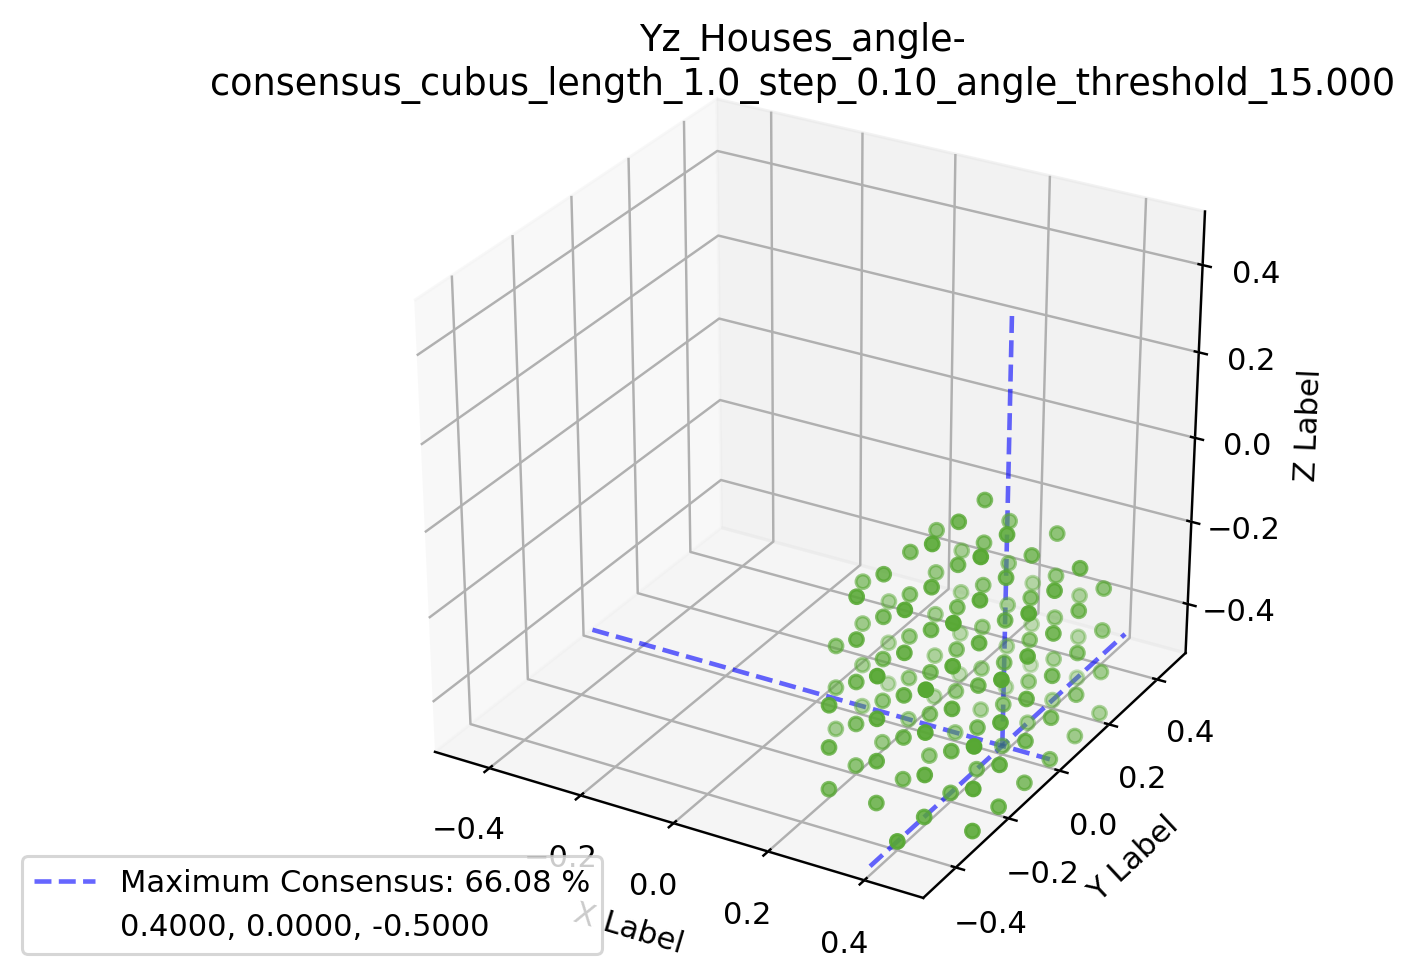 Yz_Houses_angle-
consensus_cubus_length_1.0_step_0.10_angle_threshold_15.000
0.4
0.2
0.0
−0.2
−0.4
Z Label
0.4
0.2
0.0
−0.2
−0.4
Y Label
−0.4
−0.2
0.0
0.2
0.4
X Label
Maximum Consensus: 66.08 %
0.4000, 0.0000, -0.5000